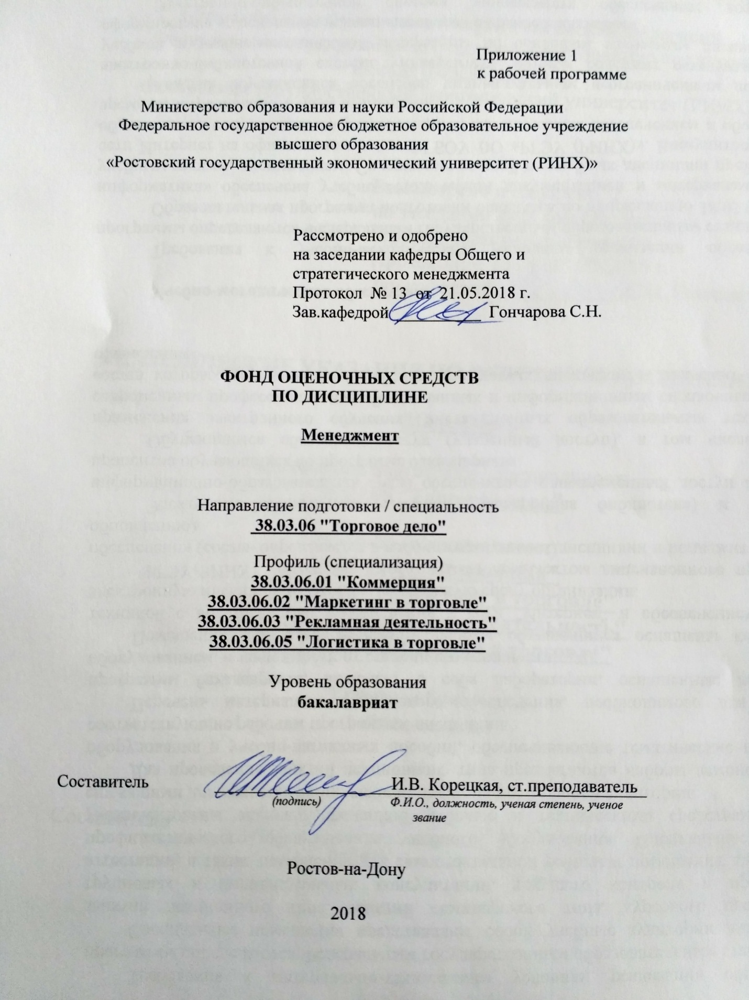 Приложение 1
к рабочей программе
Министерство образования и науки Российской Федерации
Федеральное государственное бюджетное образовательное учреждение
высшего образования
«Ростовский государственный экономический университет (РИНХ)»
Рассмотрено и одобрено
на заседании кафедры Общего и
стратегического менеджмента
Протокол № 13 от 21.05.2018 г.
Зав.кафедрой Гончарова С.Н.
ФОНД ОЦЕНОЧНЫХ СРЕДСТВ
ПО ДИСЦИПЛИНЕ
Менеджмент
Направление подготовки / специальность
38.03.06 "Торговое дело"
Профиль (специализация)
38.03.06.01 "Коммерция"
38.03.06.02 "Маркетинг в торговле"
38.03.06.03 "Рекламная деятельность"
38.03.06.05 "Логистика в торговле"
Уровень образования
бакалавриат
Составитель И.В. Корецкая, ст.преподаватель
(подпись) Ф.И.О., должность, ученая степень, ученое
звание
Ростов-на-Дону
2018